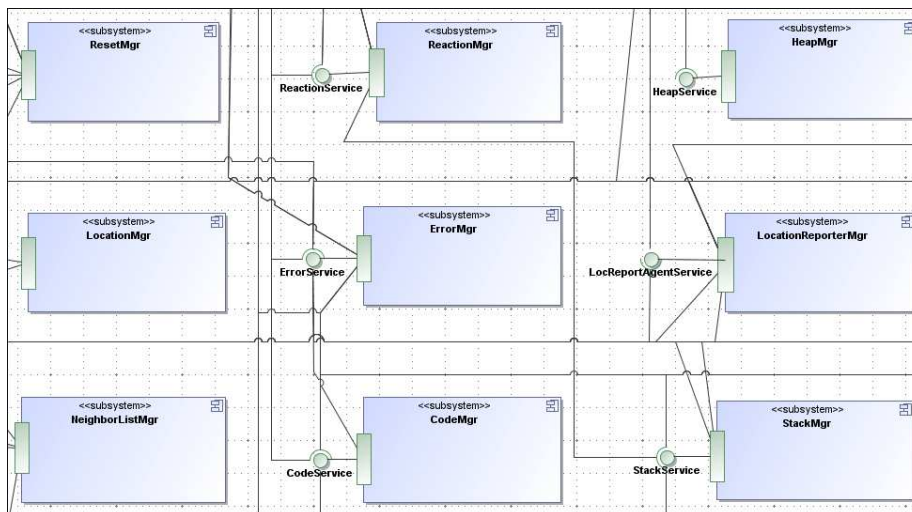 <<subsystem>>
ResetMgr
<<subsystem>>
ReactionMgr
<<subsystem>>
HeapMgr
ReactionService
HeapService
<<subsystem>>
LocationMgr
<<subsystem>>
ErrorMgr
<<subsystem>>
LocationReporterMgr
ErrorService
LocReportAgentService
<<subsystem>>
NeighborListMgr
<<subsystem>>
CodeMgr
<<subsystem>>
StackMgr
CodeService
StackService